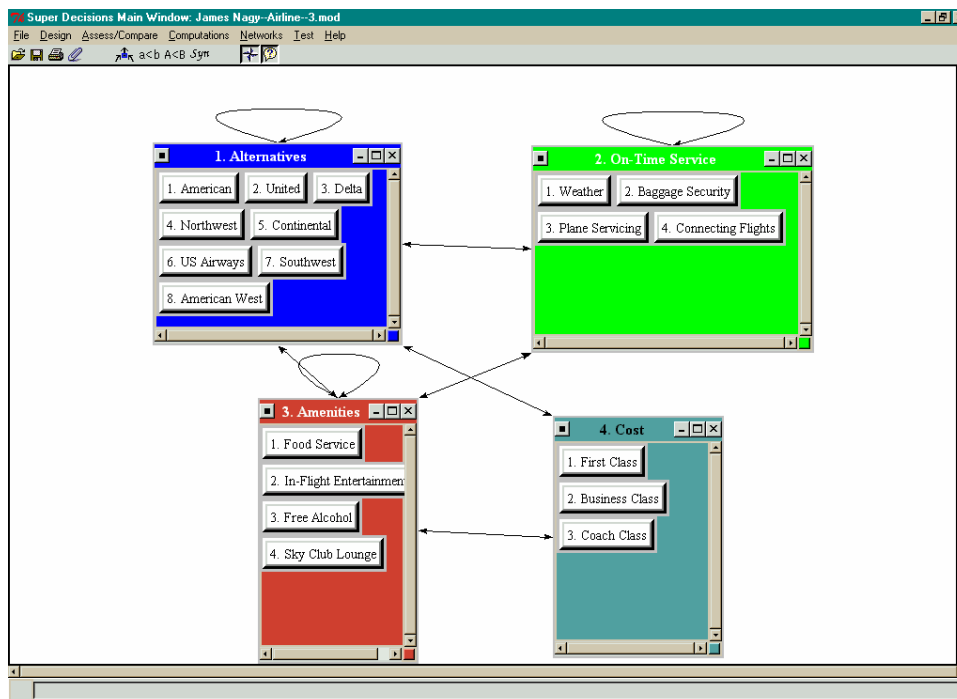 Super Decisions Main Window: James Nagy--Airline--3.mod
File Design Assess/Compare Computations Networks Test Help
a<b A<B Syn
1. Alternatives
1. American 2. United 3. Delta
4. Northwest 5. Continental
6. US Airways 7. Southwest
8. American West
2. On-Time Service
1. Weather 2. Baggage Security
3. Plane Servicing 4. Connecting Flights
3. Amenities
1. Food Service
2. In-Flight Entertainmen
3. Free Alcohol
4. Sky Club Lounge
4. Cost
1. First Class
2. Business Class
3. Coach Class